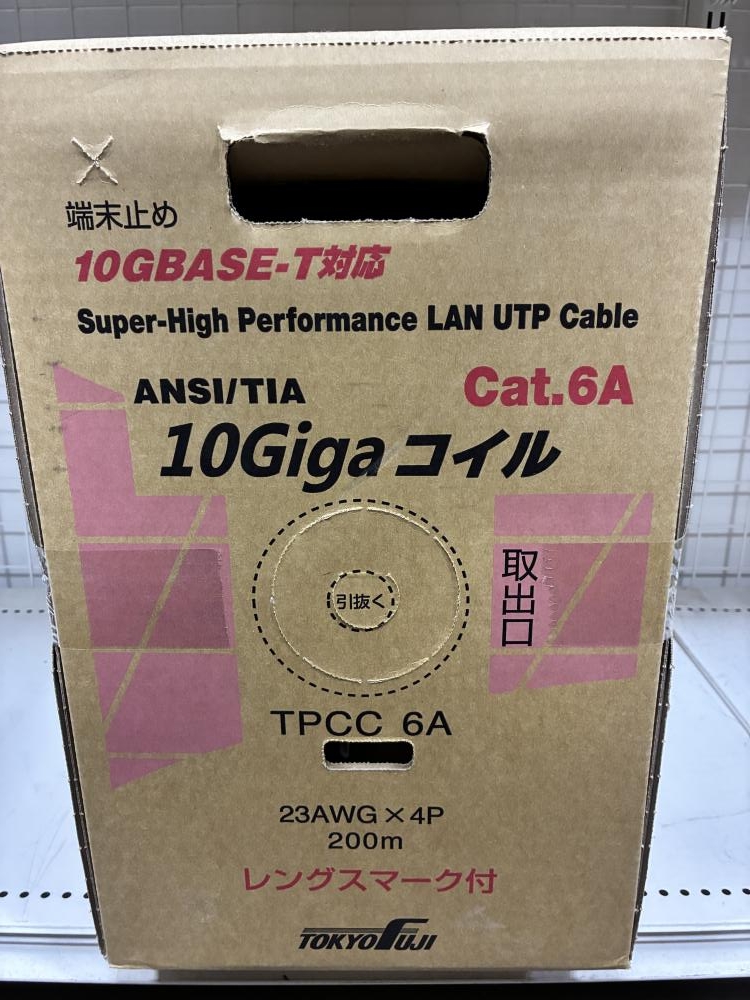 端末止め
10GBASE-T対応
Super-High Performance LAN UTP Cable
ANSI/TIA
Cat.6A
10Gigaコイル
引抜く
取出口
TPCC 6A
23AWG×4P
200m
レングスマーク付
TOKYO FUJI